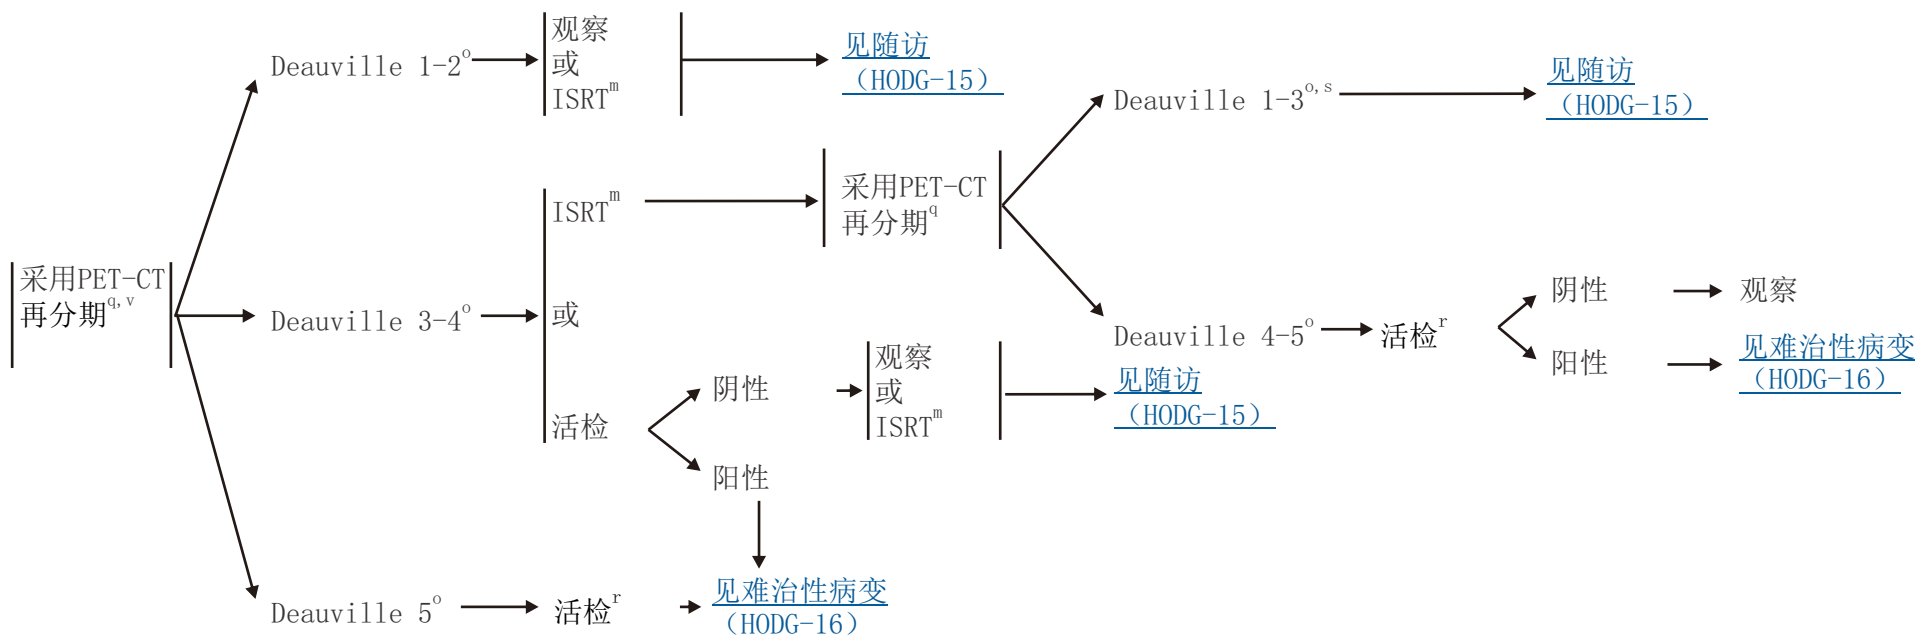 采用PET-CT
再分期q,v
Deauville 1-2o
观察
或
ISRTm
见随访
（HODG-15）
Deauville 3-4o
ISRTm
或
活检
采用PET-CT
再分期q
Deauville 1-3o,s
见随访
（HODG-15）
Deauville 4-5o
活检r
阴性
观察
阳性
见难治性病变
（HODG-16）
阴性
观察
或
ISRTm
见随访
（HODG-15）
阳性
Deauville 5o
活检r
见难治性病变
（HODG-16）